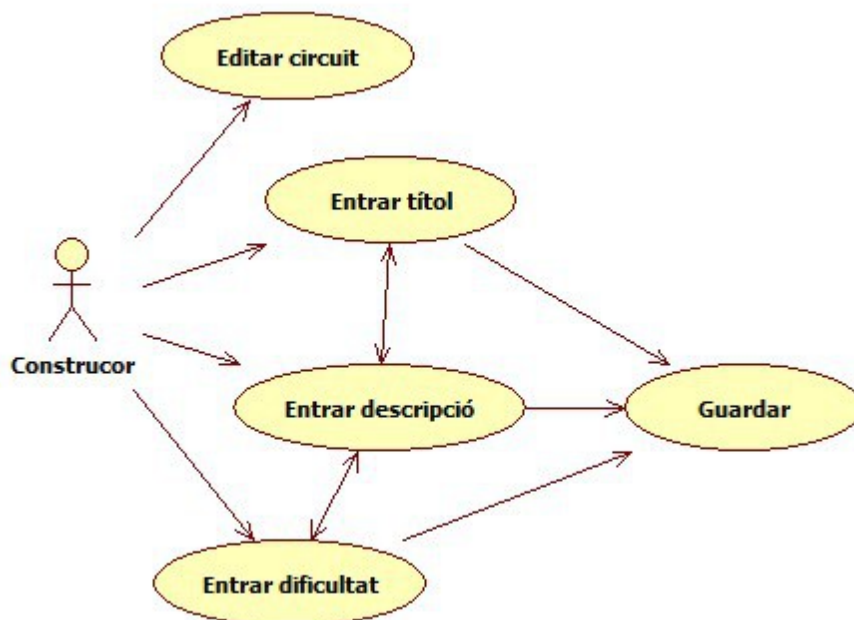 Editar circuit
Entrar títol
Construcor
Entrar descripció
Guardar
Entrar dificultat